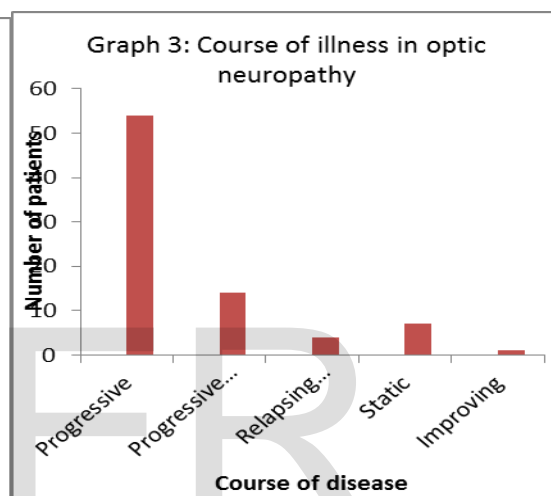 Graph 3: Course of illness in optic
neuropathy
Number of patients
60
50
40
30
20
10
0
Progressive
Progressive...
Relapsing...
Static
Improving
Course of disease
FR